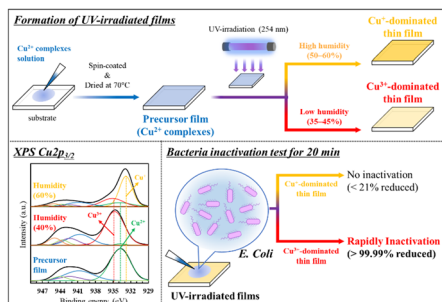 Formation of UV-irradiated films
Cu²⁺ complexes
solution
substrate
Spin-coated
&
Dried at 70°C
Precursor film
(Cu²⁺ complexes)
UV-irradiation (254 nm)
High humidity
(50–60%)
Low humidity
(35–45%)
Cu⁺-dominated
thin film
Cu³⁺-dominated
thin film
XPS Cu2p3/2
Intensity (a.u.)
Humidity
(60%)
Cu⁺
Humidity
(40%)
Cu³⁺
Cu²⁺
Precursor
film
947 944 941 938 935 932 929
Binding energy (eV)
Bacteria inactivation test for 20 min
E. Coli
UV-irradiated films
Cu⁺-dominated
thin film
No inactivation
(< 21% reduced)
Cu³⁺-dominated
thin film
Rapidly Inactivation
(> 99.99% reduced)